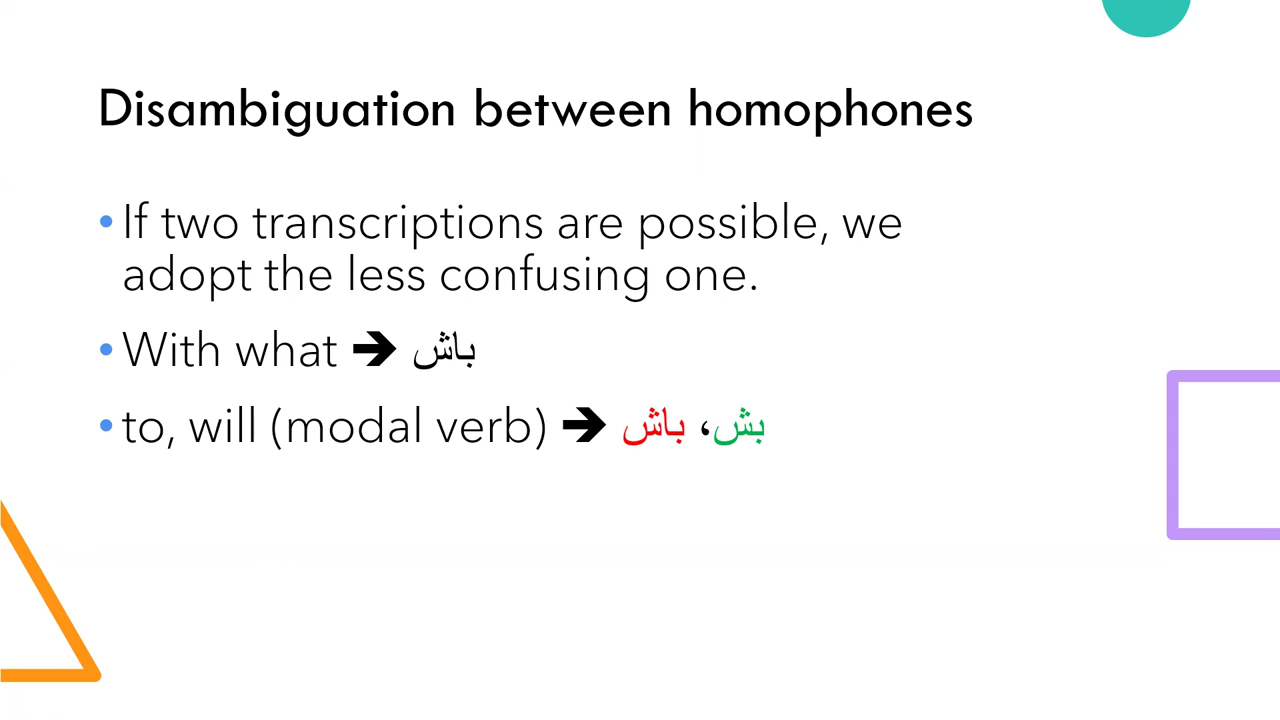 Disambiguation between homophones
• If two transcriptions are possible, we
adopt the less confusing one.
• With what ➔ باش
• to, will (modal verb) ➔ بش، باش